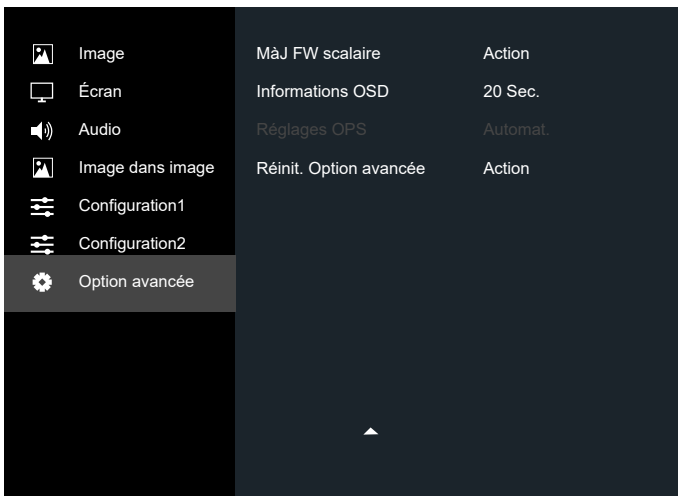 Image
Écran
Audio
Image dans image
Configuration1
Configuration2
Option avancée
MàJ FW scalaire Action
Informations OSD 20 Sec.
Réglages OPS Automat.
Réinit. Option avancée Action